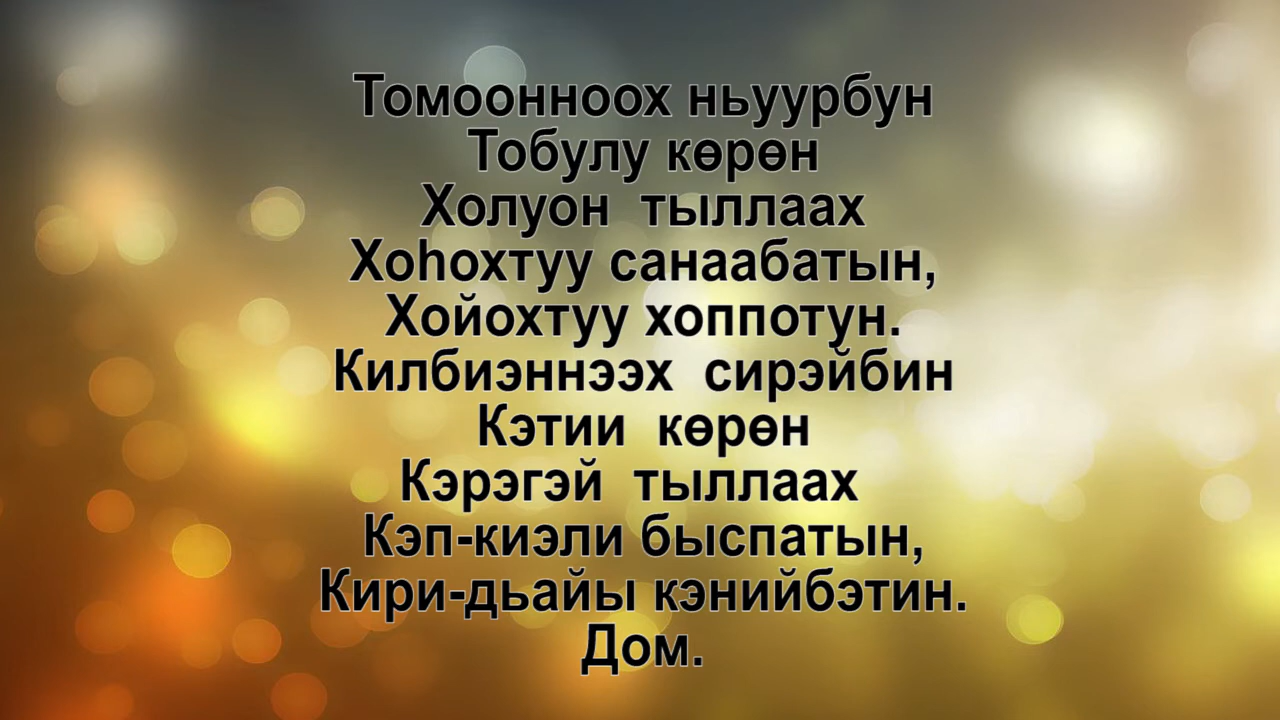 Томоонноох ньуурбун
Тобулу көрөн
Холуон тыллаах
Хоһохтуу санаабатын,
Хойохтуу хоппотун.
Килбиэннээх сирэйбин
Кэтии көрөн
Кэрэгэй тыллаах
Кэп-киэли быспатын,
Кири-дьайы кэнийбэтин.
Дом.